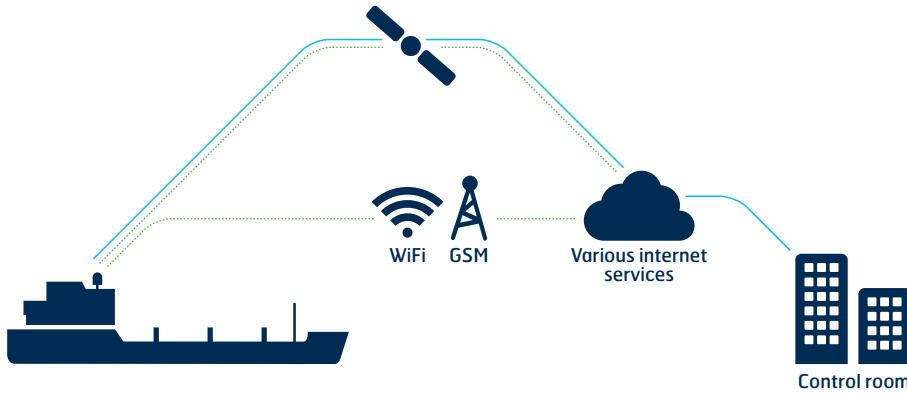 WiFi
GSM
Various internet
services
Control room